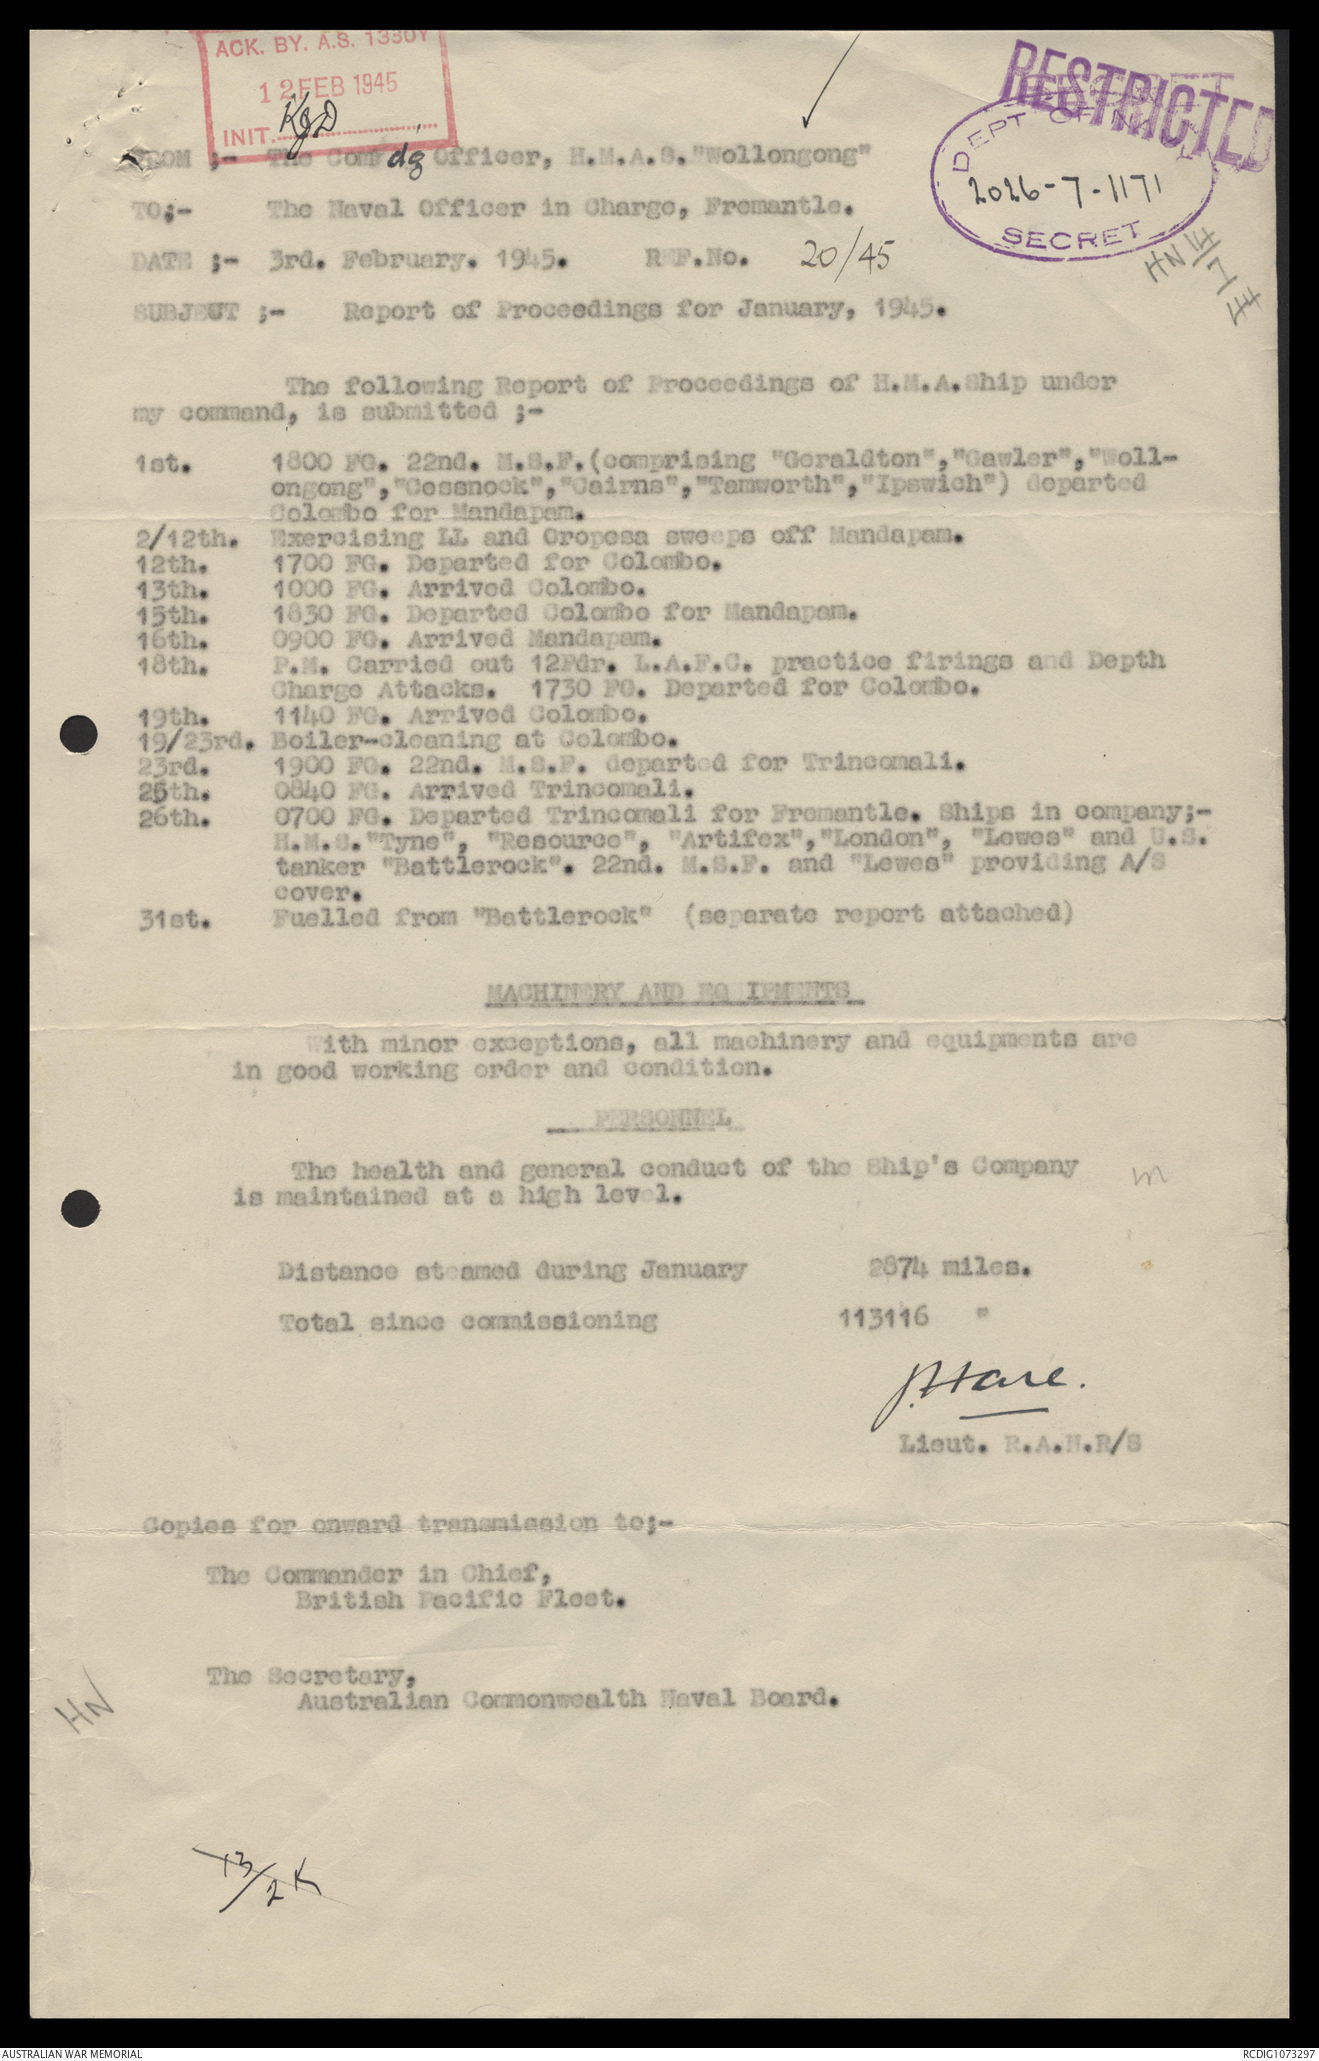 ACK. BY. A.S. 1330Y
12 FEB 1945
INIT. KgD
RESTRICTED
DEPT OF NAVY
2026-7-1171
SECRET
HN 14/7/44
FROM ;- The Comdg Officer, H.M.A.S."Wollongong"
TO;- The Naval Officer in Charge, Fremantle.
DATE ;- 3rd. February. 1945. REF.No. 20/45
SUBJECT ;- Report of Proceedings for January, 1945.
The following Report of Proceedings of H.M.A.Ship under
my command, is submitted ;-
1st. 1800 FG. 22nd. M.S.F.(comprising "Geraldton","Gawler","Woll-
ongong","Cessnock","Cairns","Tamworth","Ipswich") departed
Colombo for Mandapam.
2/12th. Exercising LL and Oropesa sweeps off Mandapam.
12th. 1700 FG. Departed for Colombo.
13th. 1000 FG. Arrived Colombo.
15th. 1830 FG. Departed Colombo for Mandapam.
16th. 0900 FG. Arrived Mandapam.
18th. P.M. Carried out 12Pdr. L.A.F.C. practice firings and Depth
Charge Attacks. 1730 FG. Departed for Colombo.
19th. 1140 FG. Arrived Colombo.
19/23rd. Boiler-cleaning at Colombo.
23rd. 1900 FG. 22nd. M.S.F. departed for Trincomali.
25th. 0840 FG. Arrived Trincomali.
26th. 0700 FG. Departed Trincomali for Fremantle. Ships in company;-
H.M.S."Tyne", "Resource", "Artifex","London", "Lewes" and U.S.
tanker "Battlerock". 22nd. M.S.F. and "Lewes" providing A/S
cover.
31st. Fuelled from "Battlerock" (separate report attached)
MACHINERY AND EQUIPMENTS
With minor exceptions, all machinery and equipments are
in good working order and condition.
PERSONNEL
The health and general conduct of the Ship's Company
is maintained at a high level.
Distance steamed during January 2874 miles.
Total since commissioning 113116 "
J. Hare.
Lieut. R.A.N.R/S
Copies for onward transmission to;-
The Commander in Chief,
British Pacific Fleet.
The Secretary,
Australian Commonwealth Naval Board.
HN
13/2 K
AUSTRALIAN WAR MEMORIAL
RCDIG1073297